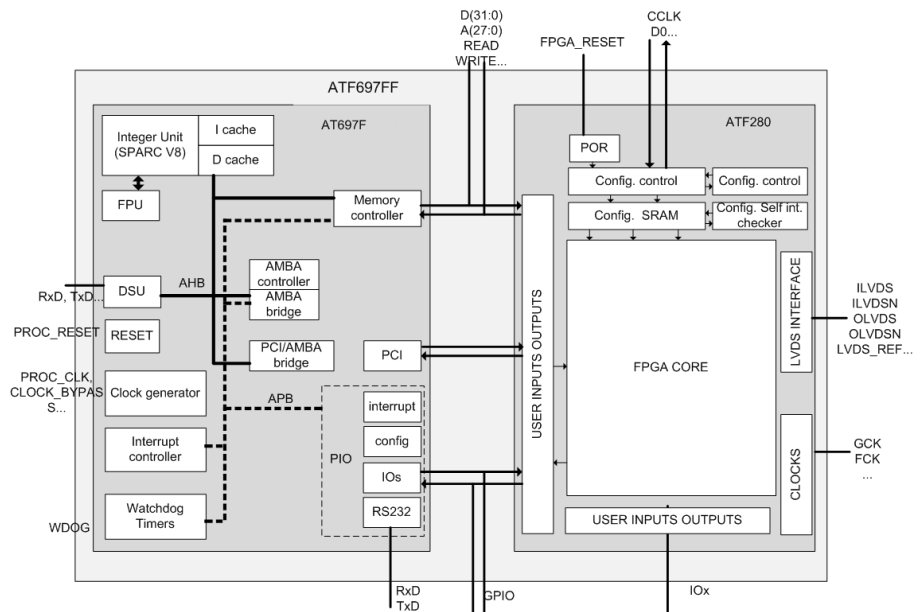 D(31:0)
A(27:0)
READ
WRITE...
FPGA_RESET
CCLK
D0...
ATF697FF
AT697F
ATF280
Integer Unit
(SPARC V8)
I cache
D cache
FPU
Memory
controller
POR
Config. control
Config. control
Config. SRAM
Config. Self int.
checker
RxD, TxD...
DSU
AHB
AMBA
controller
AMBA
bridge
PROC_RESET
RESET
PCI/AMBA
bridge
PCI
USER INPUTS OUTPUTS
FPGA CORE
LVDS INTERFACE
ILVDS
ILVDSN
OLVDS
OLVDSN
LVDS_REF...
PROC_CLK,
CLOCK_BYPAS
S...
Clock generator
APB
interrupt
config
PIO
IOs
RS232
Interrupt
controller
WDOG
Watchdog
Timers
CLOCKS
GCK
FCK
...
USER INPUTS OUTPUTS
RxD
TxD
GPIO
IOx